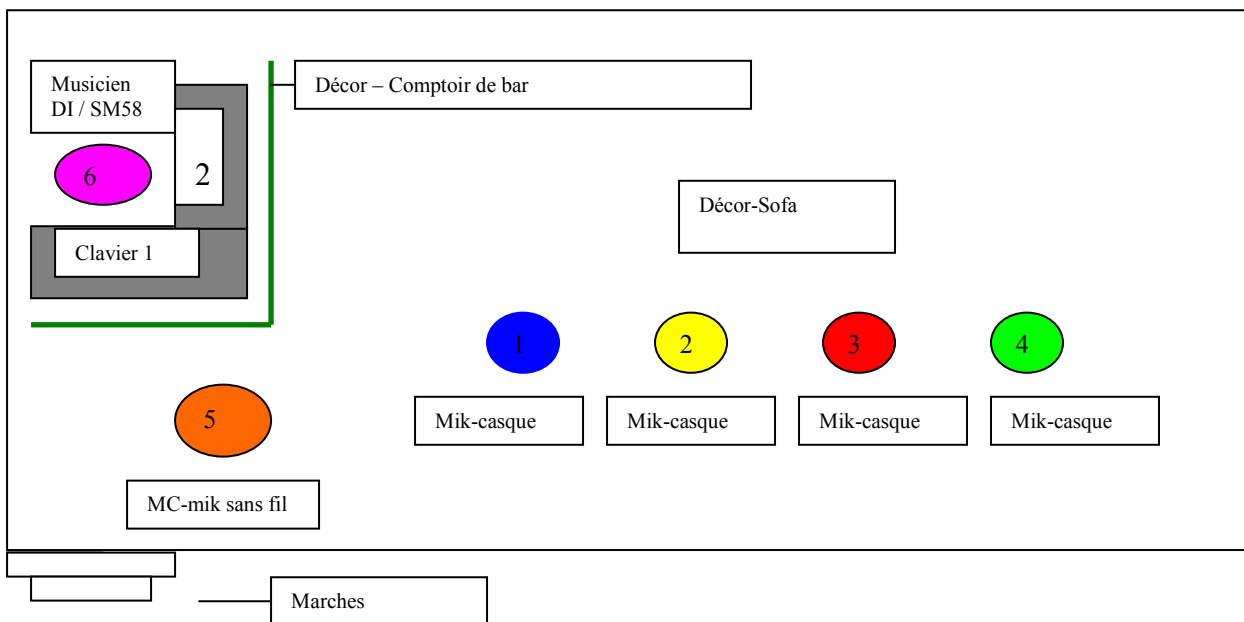 Musicien
DI / SM58
Décor – Comptoir de bar
6
2
Décor-Sofa
Clavier 1
1
2
3
4
5
Mik-casque
Mik-casque
Mik-casque
Mik-casque
MC-mik sans fil
Marches